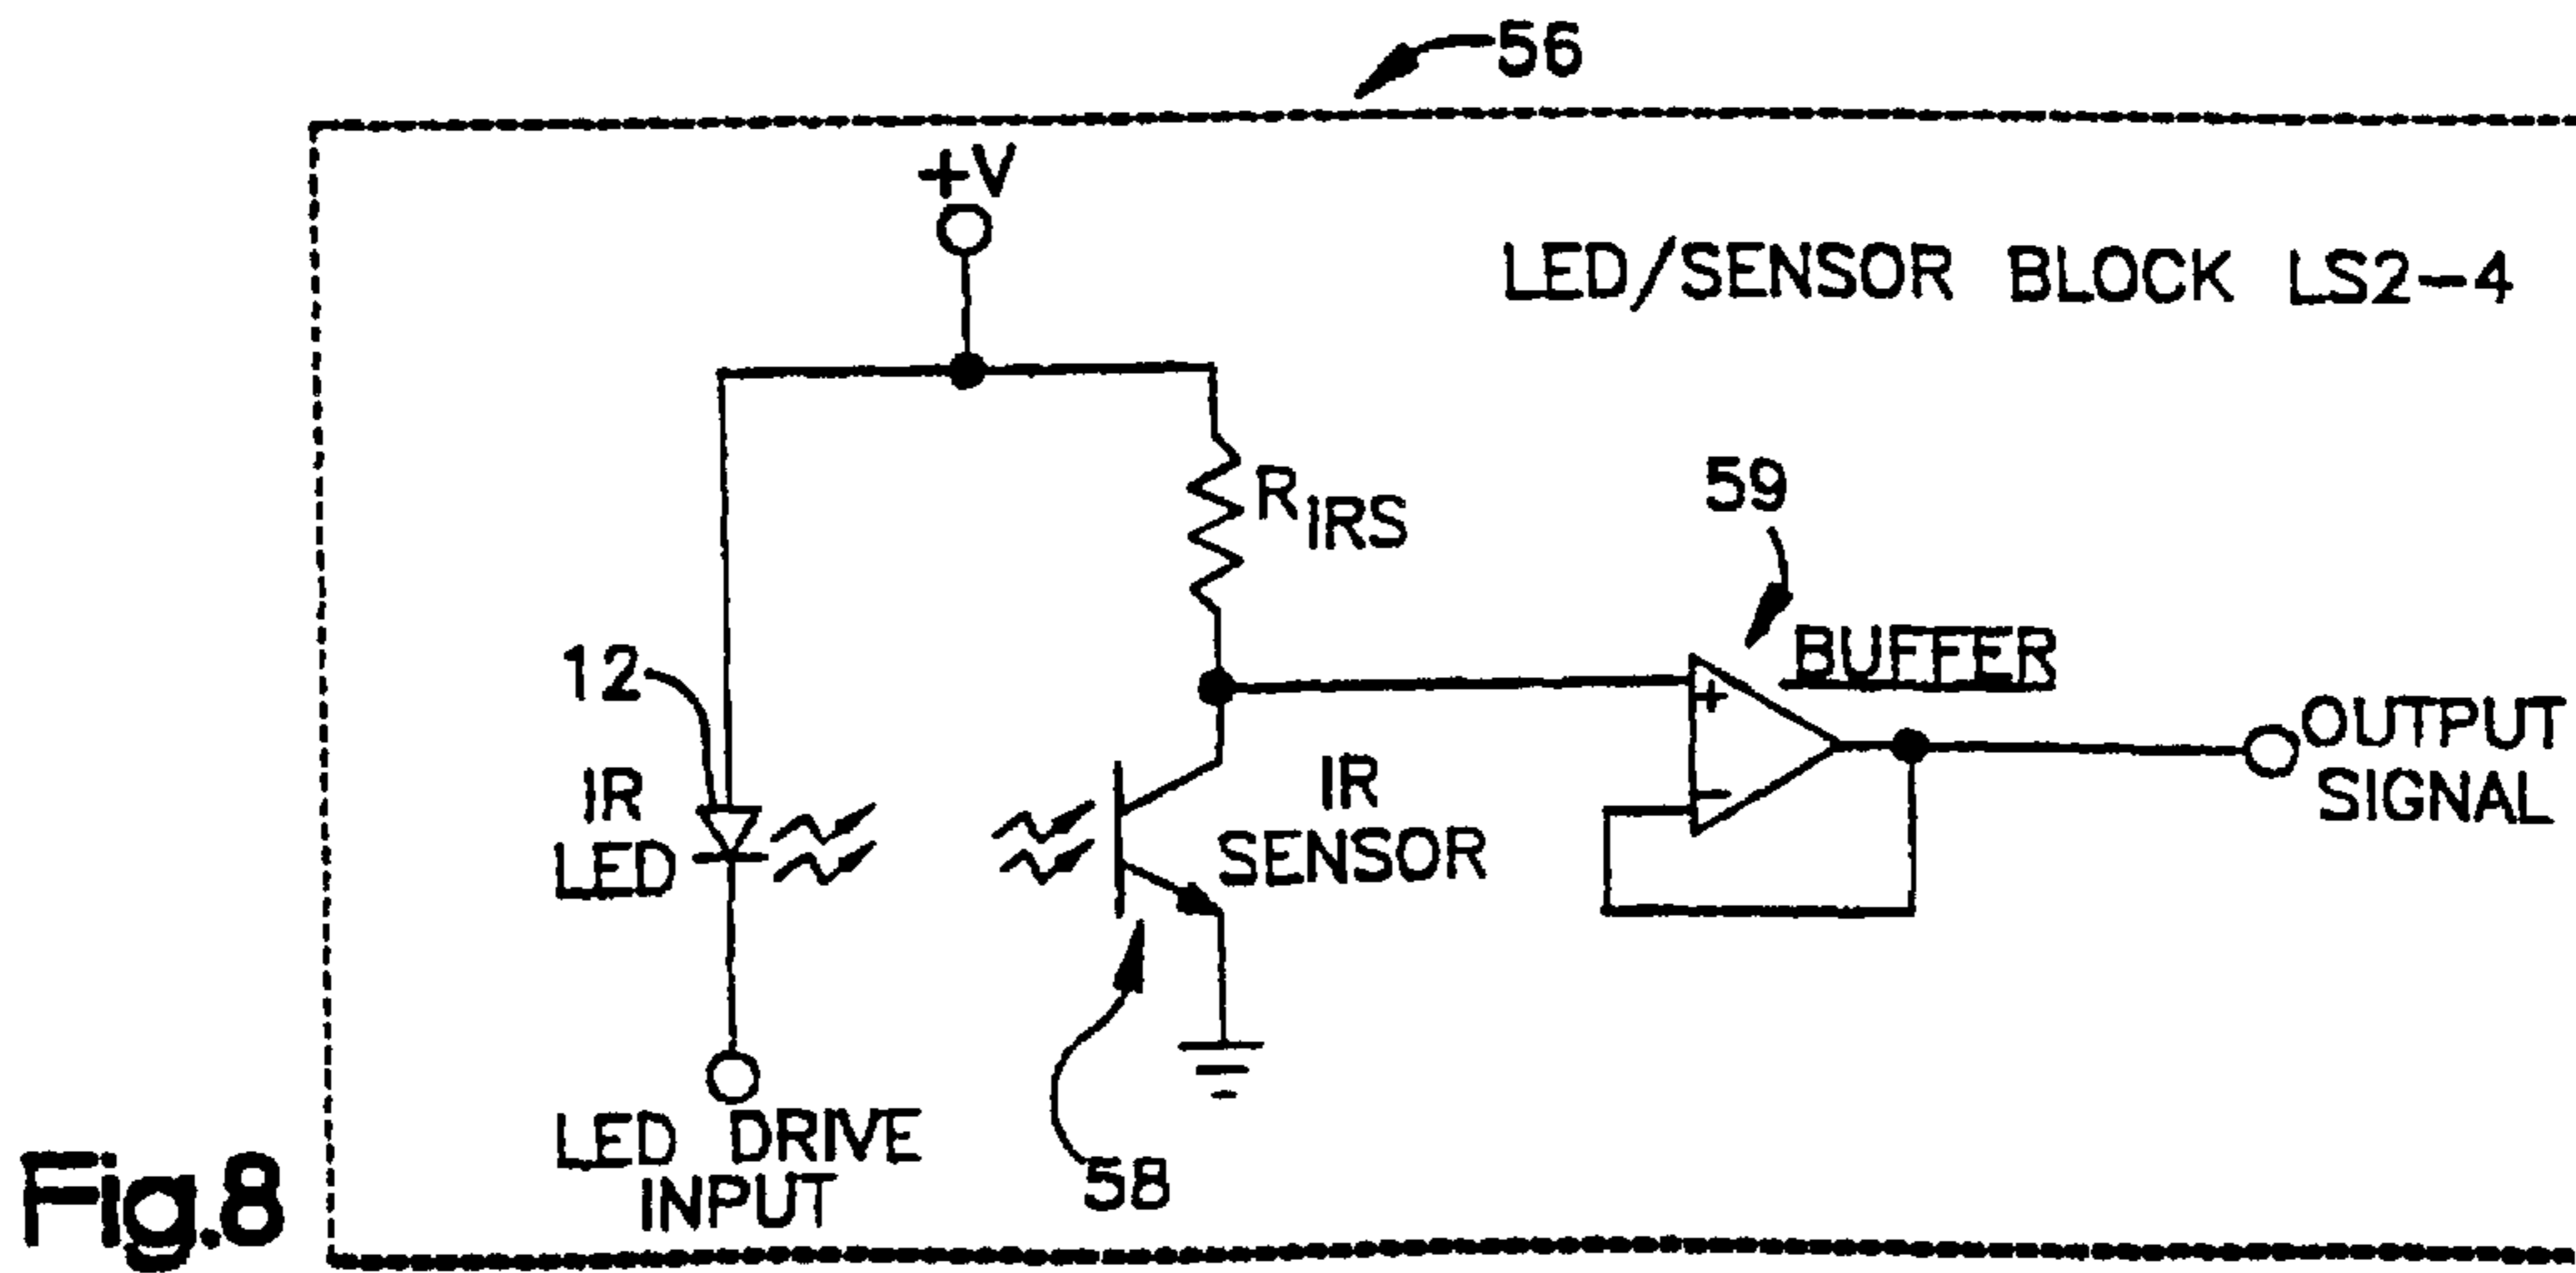 56
+V
LED/SENSOR BLOCK LS2-4
RIRS
59
12
BUFFER
+
-
OUTPUT
SIGNAL
IR
LED
IR
SENSOR
LED DRIVE
INPUT
58
Fig.8